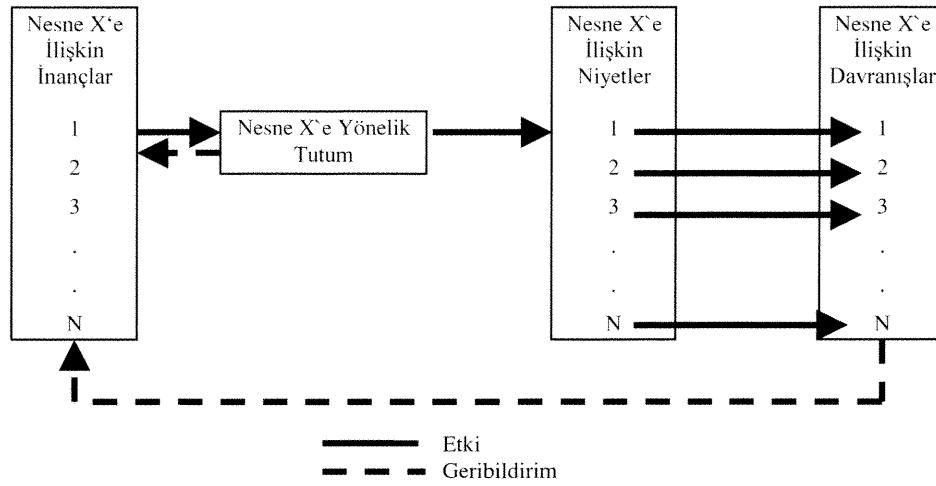 Nesne X‘e
İlişkin
İnançlar
1
2
3
.
.
N
Nesne X`e Yönelik
Tutum
Nesne X`e
İlişkin
Niyetler
1
2
3
.
.
N
Nesne X`e
İlişkin
Davranışlar
1
2
3
.
.
N
Etki
Geribildirim